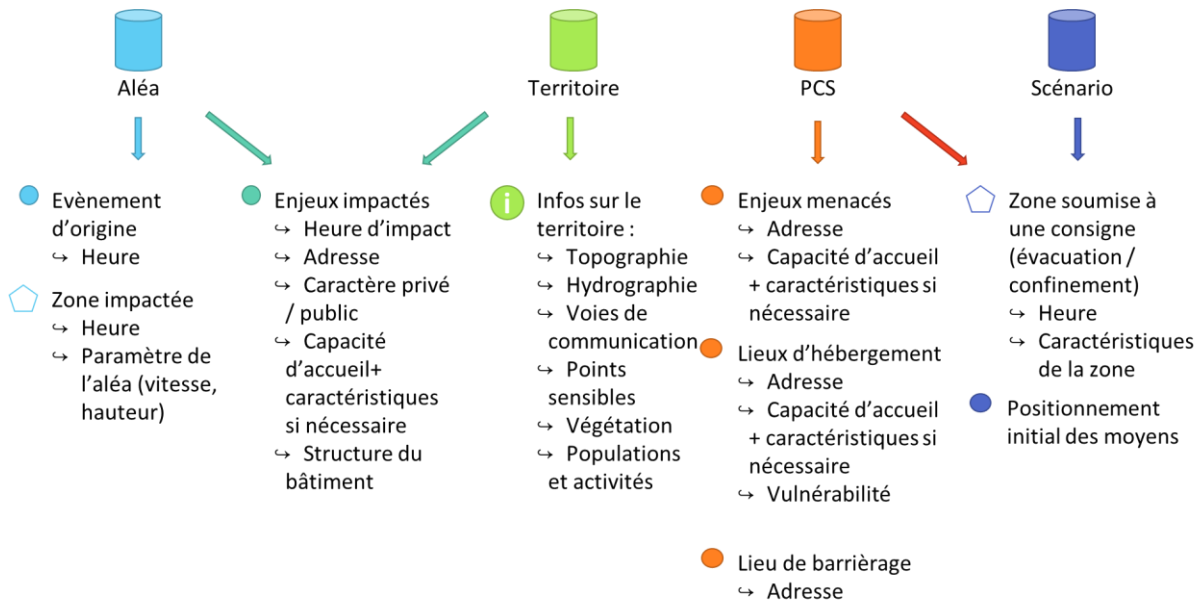 Aléa
Territoire
PCS
Scénario
Evènement
d'origine
↪ Heure
Zone impactée
↪ Heure
↪ Paramètre de
l'aléa (vitesse,
hauteur)
Enjeux impactés
↪ Heure d'impact
↪ Adresse
↪ Caractère privé
/ public
↪ Capacité
d'accueil+
caractéristiques
si nécessaire
↪ Structure du
bâtiment
i
Infos sur le
territoire :
↪ Topographie
↪ Hydrographie
↪ Voies de
communication
↪ Points
sensibles
↪ Végétation
↪ Populations
et activités
Enjeux menacés
↪ Adresse
↪ Capacité d'accueil
+ caractéristiques si
nécessaire
Lieux d'hébergement
↪ Adresse
↪ Capacité d'accueil
+ caractéristiques si
nécessaire
↪ Vulnérabilité
Lieu de barrièrage
↪ Adresse
Zone soumise à
une consigne
(évacuation /
confinement)
↪ Heure
↪ Caractéristiques
de la zone
Positionnement
initial des moyens